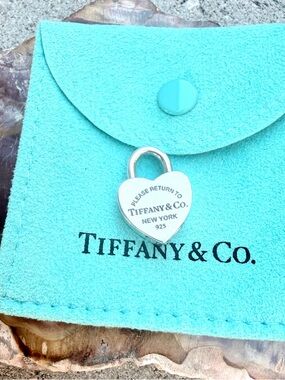 PLEASE RETURN TO
TIFFANY & CO.
NEW YORK
925
TIFFANY & CO.